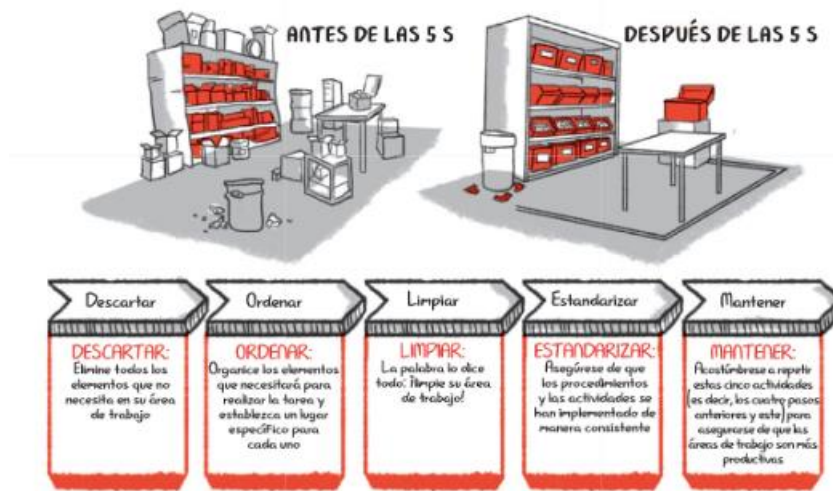 ANTES DE LAS 5 S
DESPUÉS DE LAS 5 S
Descartar
Ordenar
Limpiar
Estandarizar
Mantener
DESCARTAR:
Elimine todos los
elementos que no
necesita en su área
de trabajo
ORDENAR:
Organice los elementos
que necesitará para
realizar la tarea y
establezca un lugar
específico para
cada uno
LIMPIAR:
La palabra lo dice
todo: ¡limpie su área
de trabajo!
ESTANDARIZAR:
Asegúrese de que
los procedimientos
y las actividades se
han implementado de
manera consistente
MANTENER:
Acostúmbrese a repetir
estas cinco actividades
(es decir, los cuatro pasos
anteriores y este) para
asegurarse de que las
áreas de trabajo son más
productivas